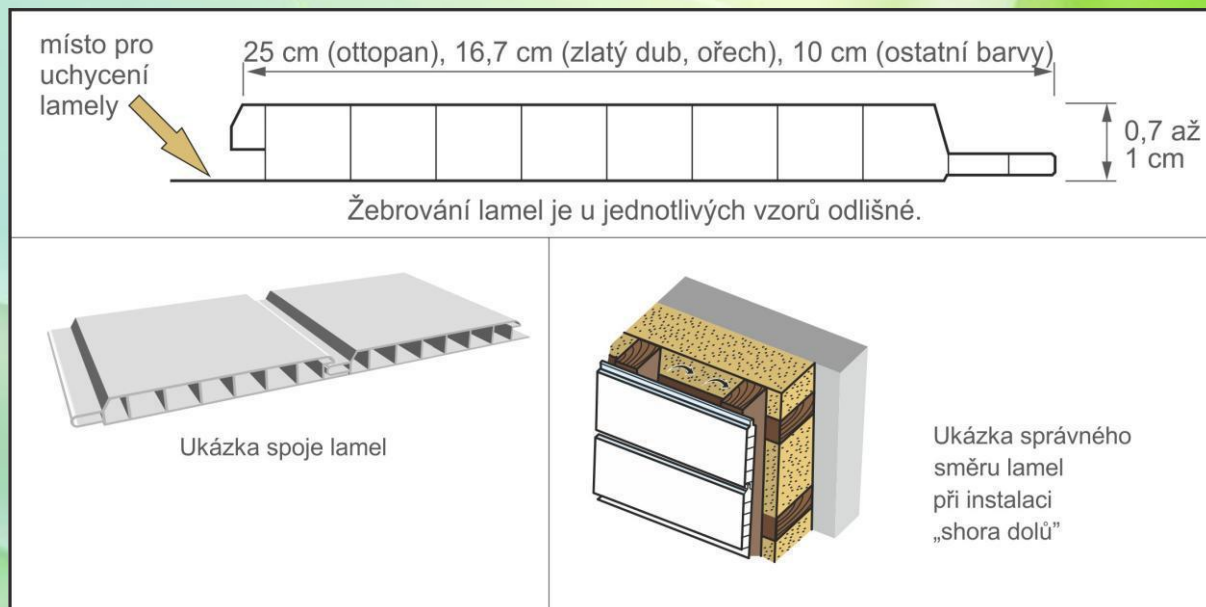 místo pro
uchycení
lamely
25 cm (ottopan), 16,7 cm (zlatý dub, ořech), 10 cm (ostatní barvy)
0,7 až
1 cm
Žebrování lamel je u jednotlivých vzorů odlišné.
Ukázka spoje lamel
Ukázka správného
směru lamel
při instalaci
„shora dolů”